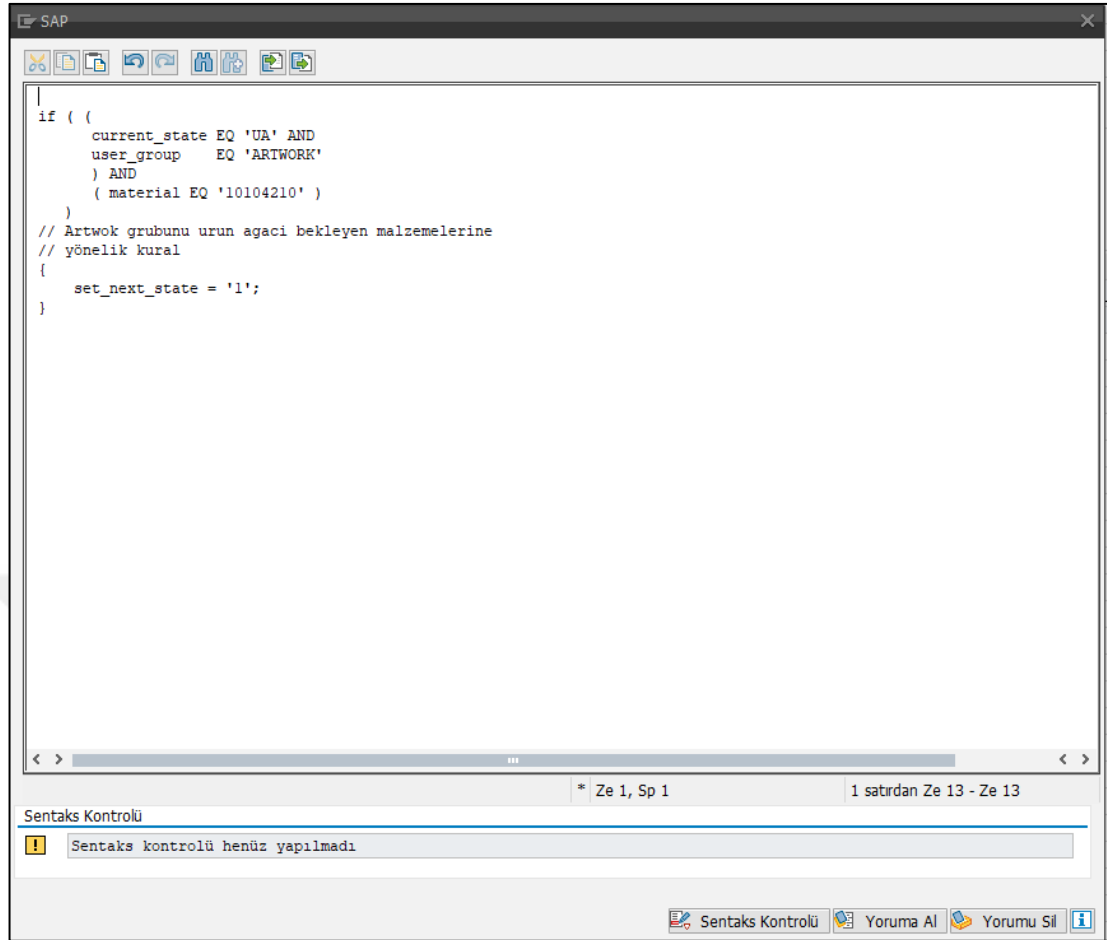 SAP
if ( (
current_state EQ 'UA' AND
user_group EQ 'ARTWORK'
) AND
( material EQ '10104210' )
)
// Artwok grubunu urun agaci bekleyen malzemelerine
// yönelik kural
{
set_next_state = '1';
}
* Ze 1, Sp 1 1 satırdan Ze 13 - Ze 13
Sentaks Kontrolü
Sentaks kontrolü henüz yapılmadı
Sentaks Kontrolü Yoruma Al Yorumu Sil